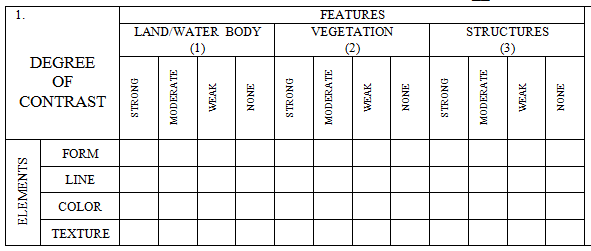 1.
FEATURES
LAND/WATER BODY
(1)
VEGETATION
(2)
STRUCTURES
(3)
DEGREE
OF
CONTRAST
STRONG
MODERATE
WEAK
NONE
STRONG
MODERATE
WEAK
NONE
STRONG
MODERATE
WEAK
NONE
ELEMENTS
FORM
LINE
COLOR
TEXTURE